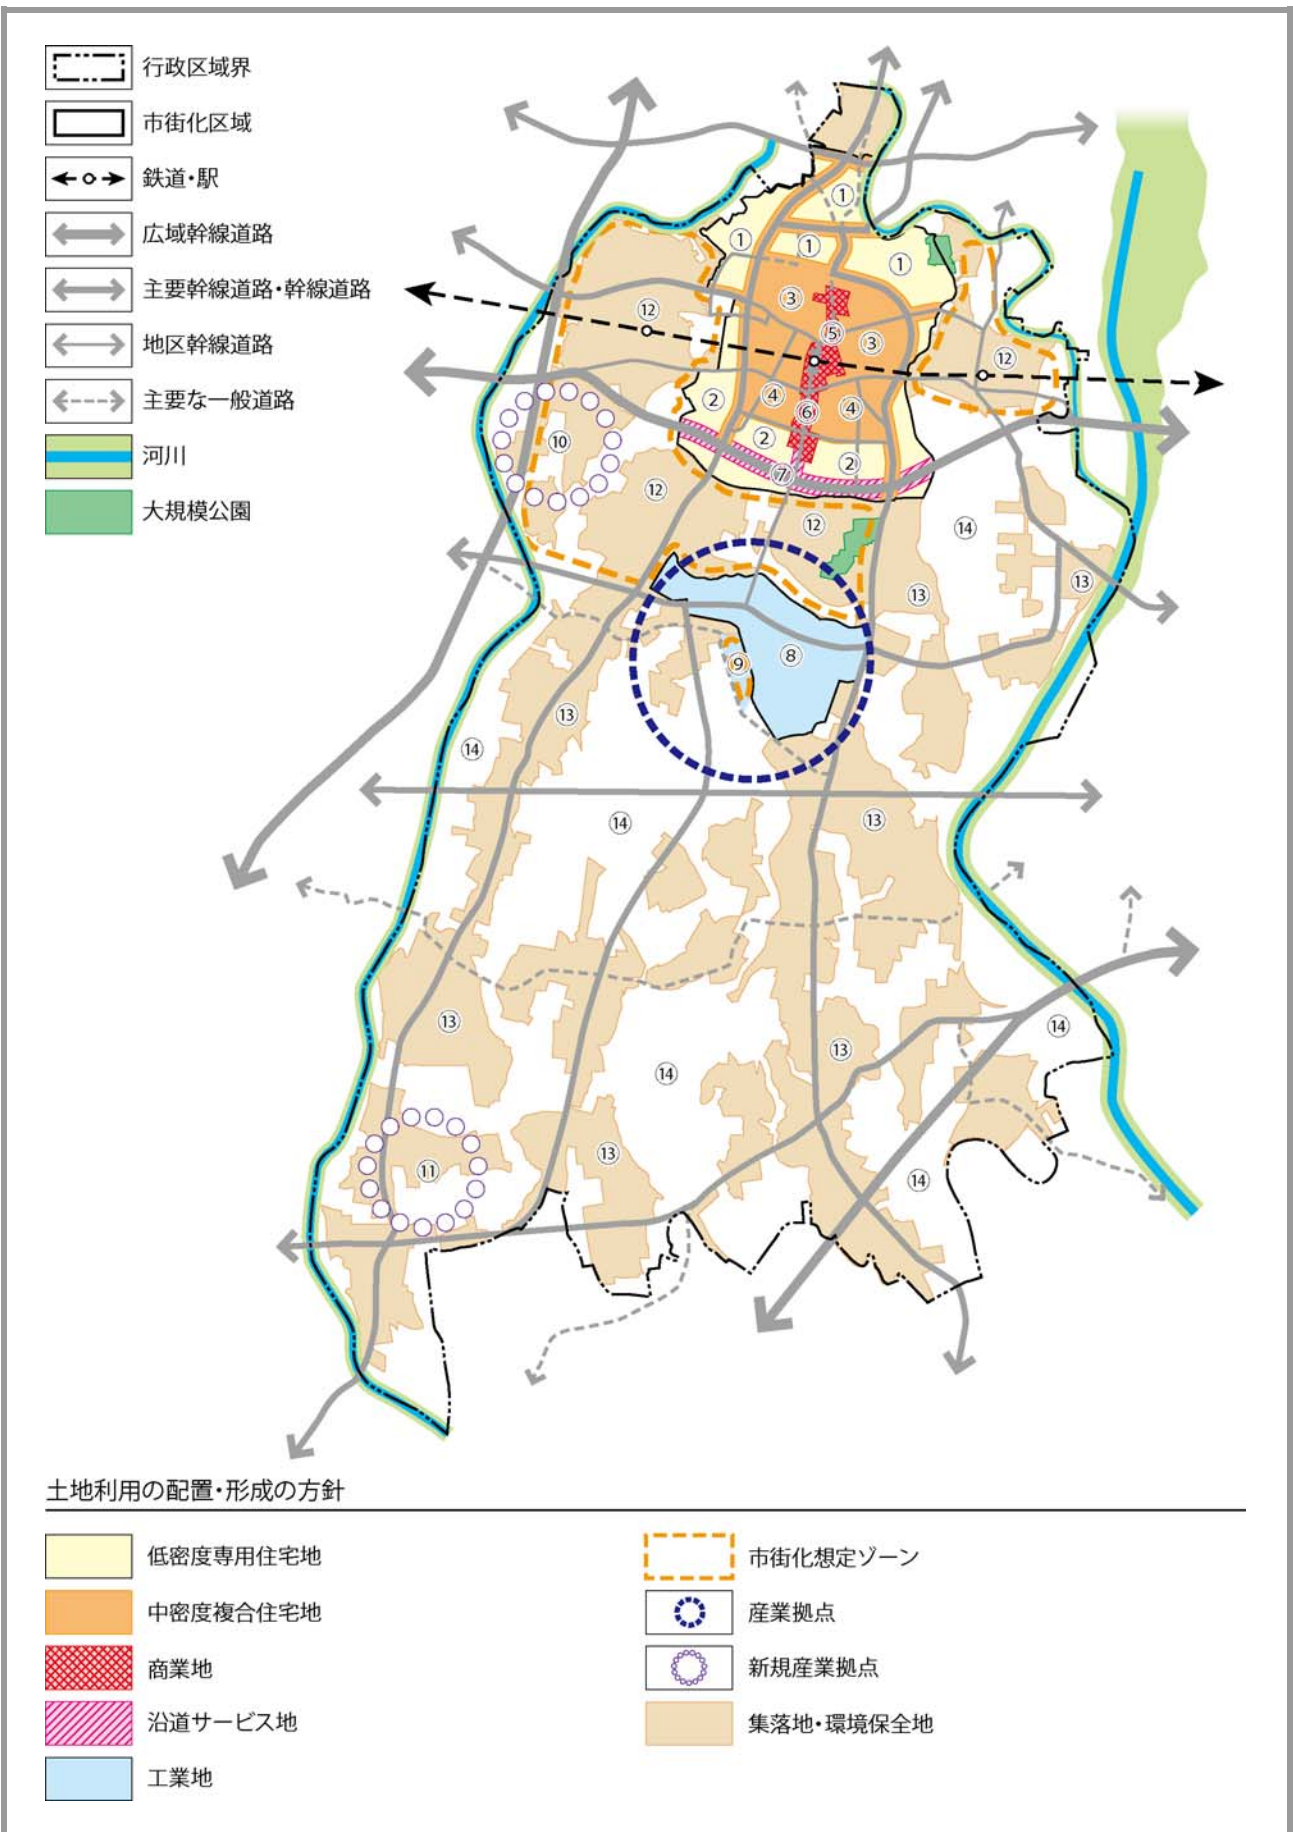 行政区域界
市街化区域
鉄道・駅
広域幹線道路
主要幹線道路・幹線道路
地区幹線道路
主要な一般道路
河川
大規模公園
①
①
①
①
③
⑫
⑤
③
⑫
④
②
⑥
④
②
⑩
②
⑦
⑫
⑫
⑭
⑬
⑬
⑧
⑨
⑬
⑭
⑭
⑬
⑬
⑭
⑬
⑭
⑬
⑪
⑭
土地利用の配置・形成の方針
低密度専用住宅地
中密度複合住宅地
商業地
沿道サービス地
工業地
市街化想定ゾーン
産業拠点
新規産業拠点
集落地・環境保全地